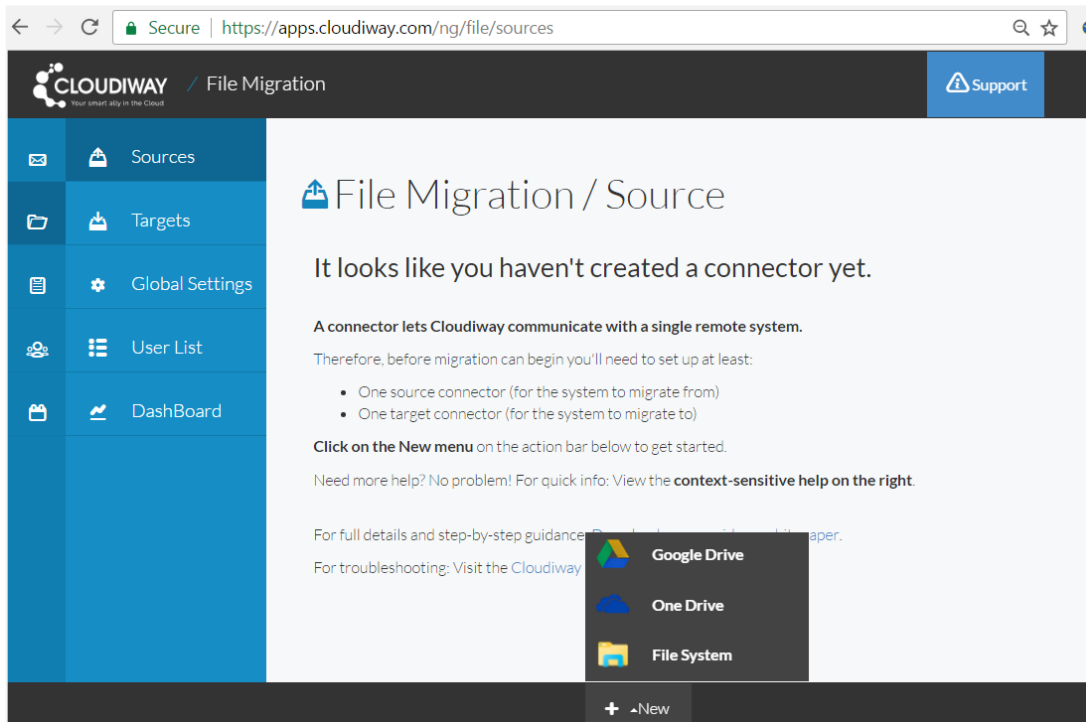 Secure | https://apps.cloudiway.com/ng/file/sources
CLOUDIWAY / File Migration
Your smart ally in the Cloud
Support
Sources
Targets
Global Settings
User List
DashBoard
File Migration / Source
It looks like you haven't created a connector yet.
A connector lets Cloudiway communicate with a single remote system.
Therefore, before migration can begin you'll need to set up at least:
• One source connector (for the system to migrate from)
• One target connector (for the system to migrate to)
Click on the New menu on the action bar below to get started.
Need more help? No problem! For quick info: View the context-sensitive help on the right.
For full details and step-by-step guidance:
For troubleshooting: Visit the Cloudiway
Google Drive
One Drive
File System
+ New